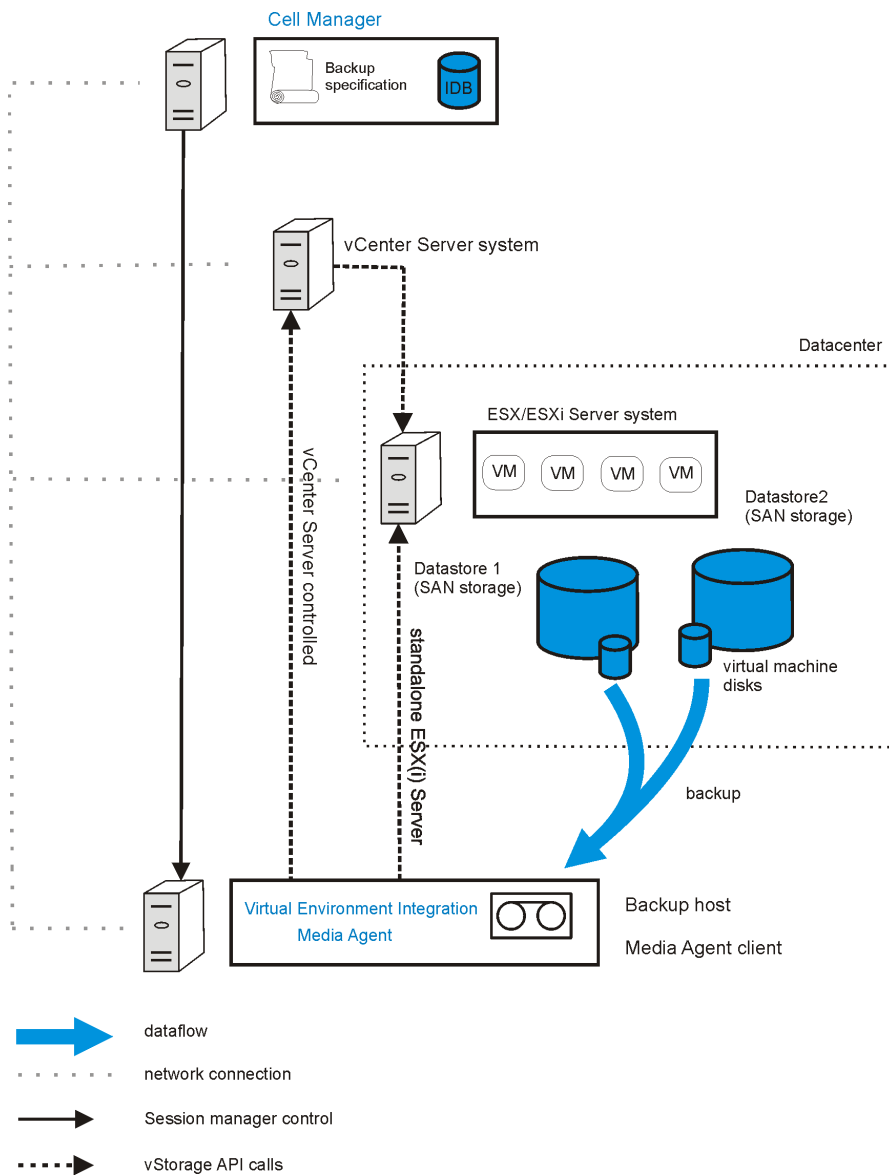 Cell Manager
Backup
specification
IDB
vCenter Server system
Datacenter
ESX/ESXi Server system
VM
VM
VM
VM
Datastore2
(SAN storage)
Datastore 1
(SAN storage)
vCenter Server controlled
standalone ESX(i) Server
virtual machine
disks
backup
Virtual Environment Integration
Media Agent
Backup host
Media Agent client
dataflow
network connection
Session manager control
vStorage API calls